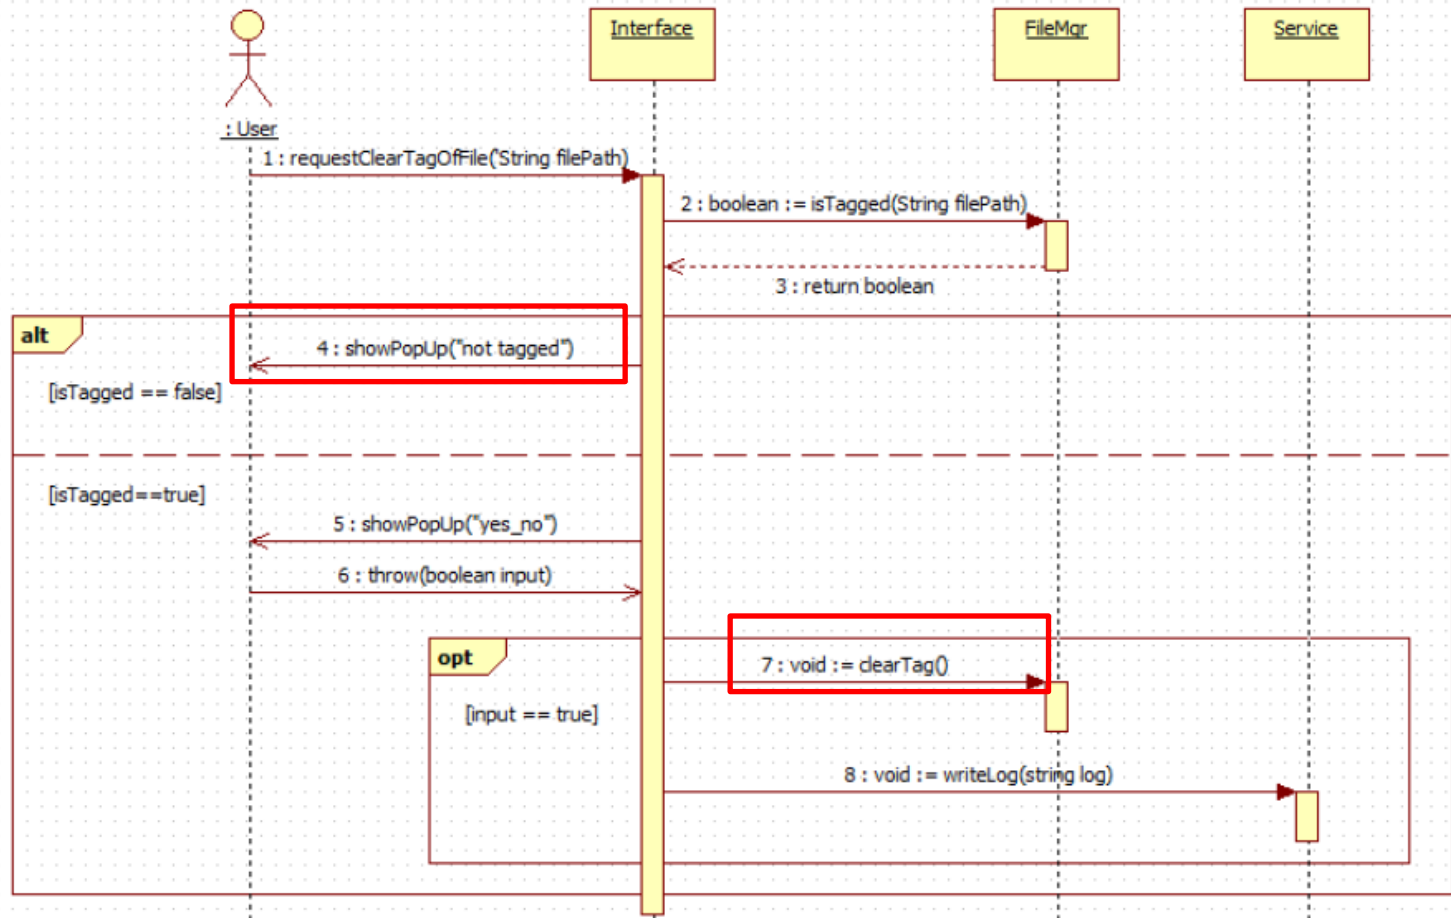 Interface
FileMgr
Service
: User
1 : requestClearTagOfFile('String filePath)
2 : boolean := isTagged(String filePath)
3 : return boolean
alt
4 : showPopUp("not tagged")
[isTagged == false]
[isTagged==true]
5 : showPopUp("yes_no")
6 : throw(boolean input)
opt
7 : void := clearTag()
[input == true]
8 : void := writeLog(string log)